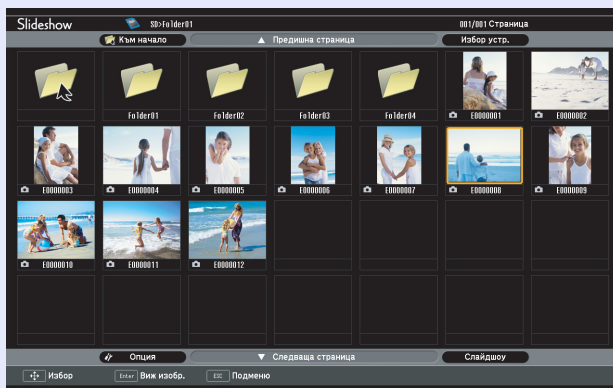 Slideshow SD>Folder01 001/001 Страница
Към начало ▲ Предишна страница Избор устр.
Folder01 Folder02 Folder03 Folder04 E0000001 E0000002
E0000003 E0000004 E0000005 E0000006 E0000007 E0000008 E0000009
E0000010 E0000011 E0000012
Опция ▼ Следваща страница Слайдшоу
Избор Enter Виж изобр. ESC Подменю